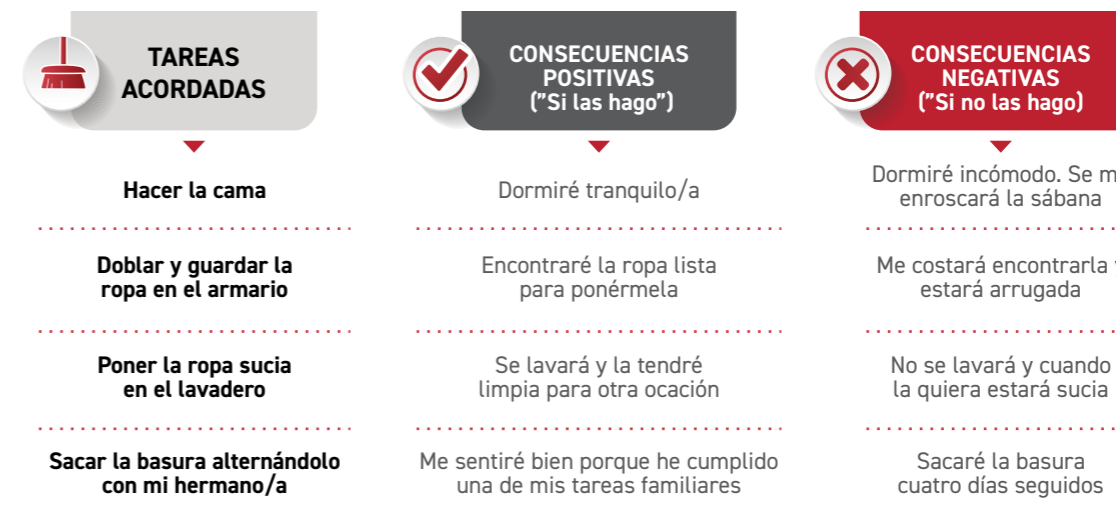 TAREAS
ACORDADAS
CONSECUENCIAS
POSITIVAS
("Si las hago")
CONSECUENCIAS
NEGATIVAS
("Si no las hago)
Hacer la cama
Dormiré tranquilo/a
Dormiré incómodo. Se
enroscará la sábana
Doblar y guardar la
ropa en el armario
Encontraré la ropa lista
para ponérmela
Me costará encontrarla
estará arrugada
Poner la ropa sucia
en el lavadero
Se lavará y la tendré
limpia para otra ocación
No se lavará y cuando
la quiera estará sucia
Sacar la basura alternándolo
con mi hermano/a
Me sentiré bien porque he cumplido
una de mis tareas familiares
Sacaré la basura
cuatro días seguidos